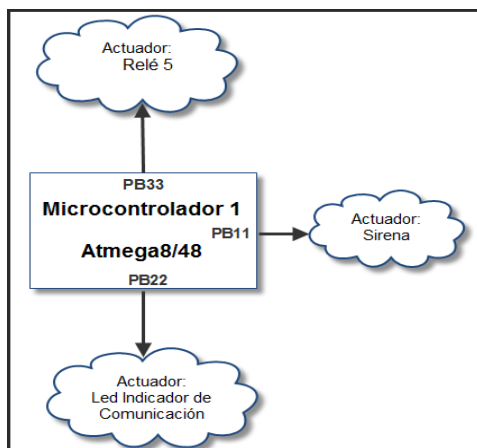 Actuador:
Relé 5
PB33
Microcontrolador 1
PB11
Atmega8/48
PB22
Actuador:
Sirena
Actuador:
Led Indicador de
Comunicación